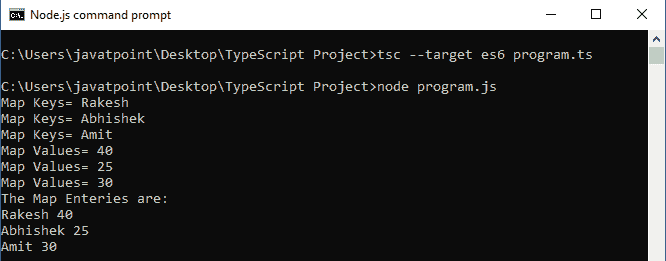 Node.js command prompt
C:\Users\javatpoint\Desktop\TypeScript Project>tsc --target es6 program.ts
C:\Users\javatpoint\Desktop\TypeScript Project>node program.js
Map Keys= Rakesh
Map Keys= Abhishek
Map Keys= Amit
Map Values= 40
Map Values= 25
Map Values= 30
The Map Enteries are:
Rakesh 40
Abhishek 25
Amit 30